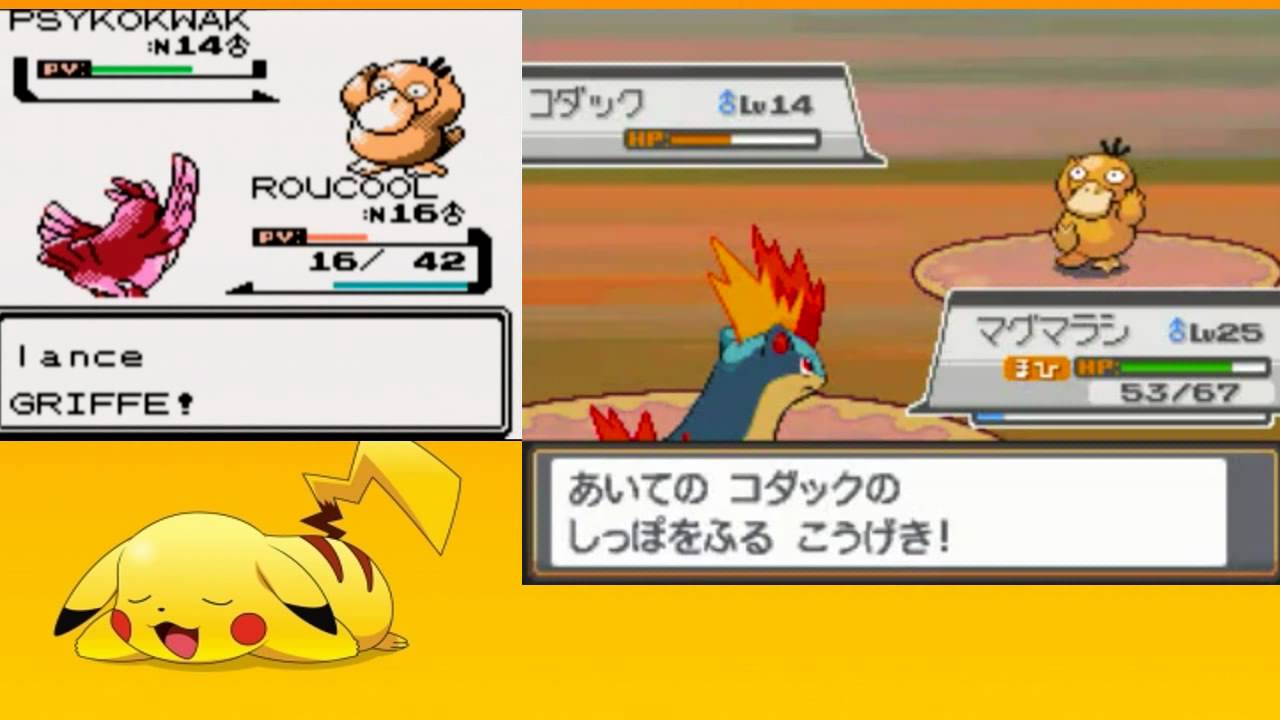 PSYKOKWAK
:N14♂
PV:
ROUCOOL
:N16♂
PV:
16/ 42
lance
GRIFFE!
コダック ♂Lv14
HP:
マグマラシ ♂Lv25
まひ HP:
53/67
あいての コダックの
しっぽをふる こうげき!